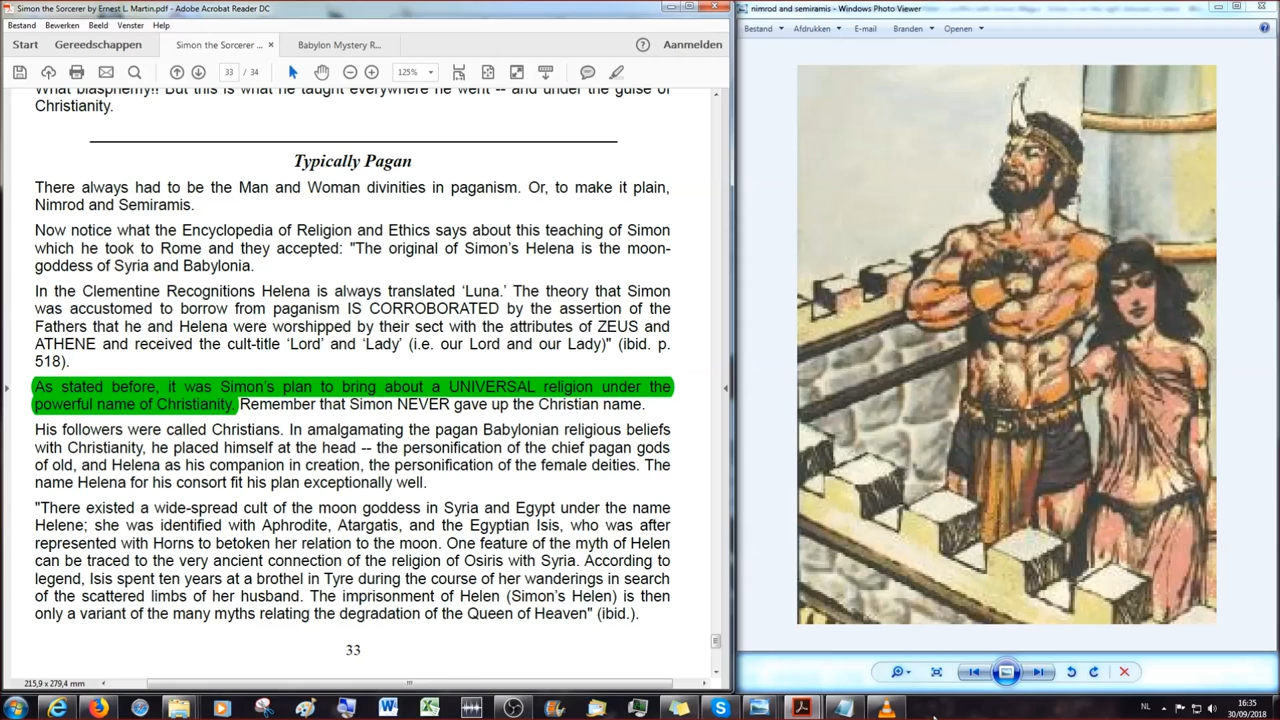 Simon the Sorcerer by Ernest L. Martin.pdf - Adobe Acrobat Reader DC
Bestand Bewerken Beeld Venster Help
Start Gereedschappen Simon the Sorcerer ... × Babylon Mystery R... Aanmelden
33 / 34 125%
What blasphemy!! But this is what he taught everywhere he went -- and under the guise of
Christianity.
Typically Pagan
There always had to be the Man and Woman divinities in paganism. Or, to make it plain,
Nimrod and Semiramis.
Now notice what the Encyclopedia of Religion and Ethics says about this teaching of Simon
which he took to Rome and they accepted: "The original of Simon's Helena is the moon-
goddess of Syria and Babylonia.
In the Clementine Recognitions Helena is always translated 'Luna.' The theory that Simon
was accustomed to borrow from paganism IS CORROBORATED by the assertion of the
Fathers that he and Helena were worshipped by their sect with the attributes of ZEUS and
ATHENE and received the cult-title 'Lord' and 'Lady' (i.e. our Lord and our Lady)" (ibid. p.
518).
As stated before, it was Simon's plan to bring about a UNIVERSAL religion under the
powerful name of Christianity. Remember that Simon NEVER gave up the Christian name.
His followers were called Christians. In amalgamating the pagan Babylonian religious beliefs
with Christianity, he placed himself at the head -- the personification of the chief pagan gods
of old, and Helena as his companion in creation, the personification of the female deities. The
name Helena for his consort fit his plan exceptionally well.
"There existed a wide-spread cult of the moon goddess in Syria and Egypt under the name
Helene; she was identified with Aphrodite, Atargatis, and the Egyptian Isis, who was after
represented with Horns to betoken her relation to the moon. One feature of the myth of Helen
can be traced to the very ancient connection of the religion of Osiris with Syria. According to
legend, Isis spent ten years at a brothel in Tyre during the course of her wanderings in search
of the scattered limbs of her husband. The imprisonment of Helen (Simon's Helen) is then
only a variant of the many myths relating the degradation of the Queen of Heaven" (ibid.).
33
215,9 x 279,4 mm
nimrod and semiramis - Windows Photo Viewer
Bestand Afdrukken E-mail Branden Openen
NL 16:35
30/09/2018